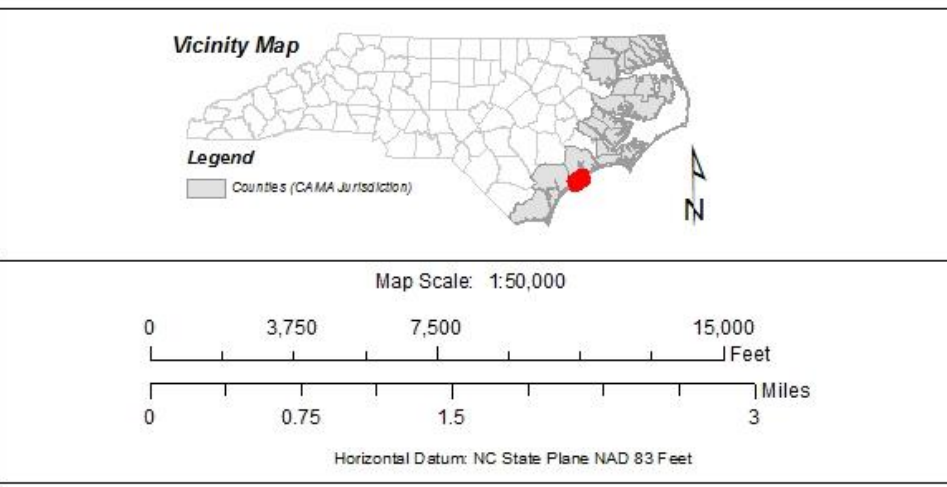 Vicinity Map
Legend
Counties (CAMA Jurisdiction)
N
Map Scale: 1:50,000
0 3,750 7,500 15,000
Feet
Miles
0 0.75 1.5 3
Horizontal Datum: NC State Plane NAD 83 Feet